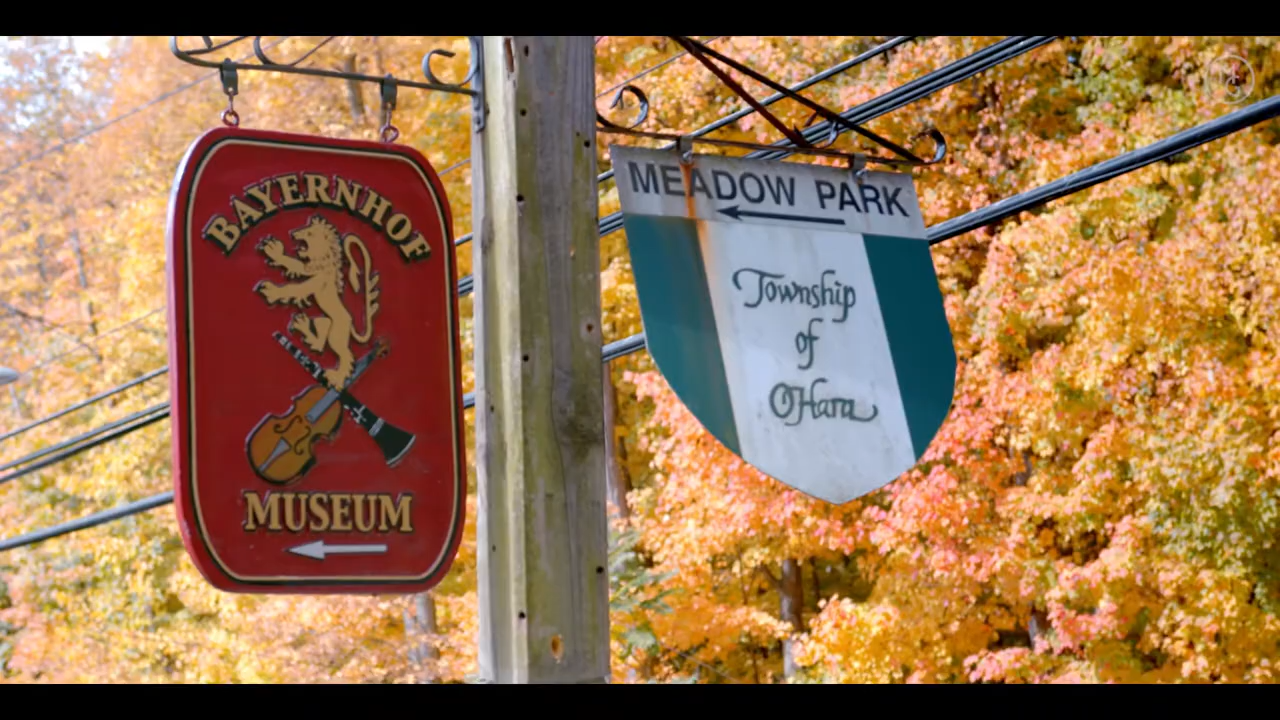 BAYERNHOF
MUSEUM
MEADOW PARK
Township
of
O'Hara